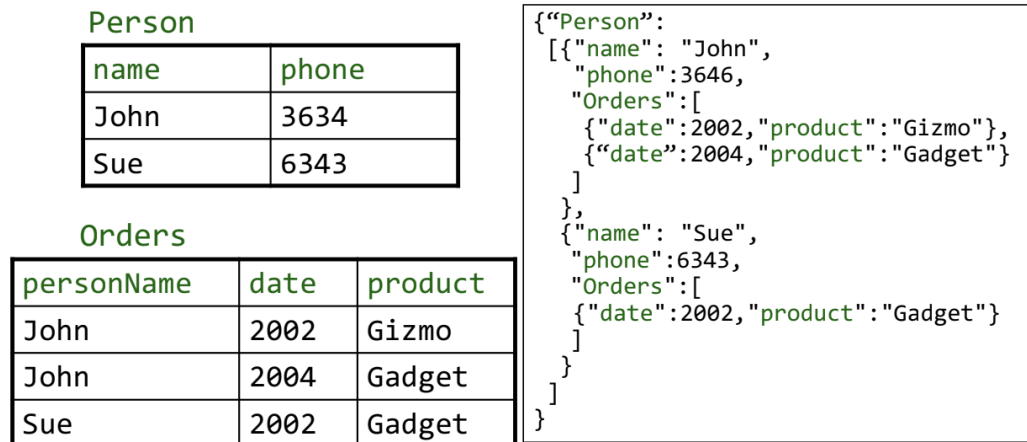 Person
name phone
John 3634
Sue 6343
Orders
personName date product
John 2002 Gizmo
John 2004 Gadget
Sue 2002 Gadget
{“Person”:
[{"name": "John",
"phone":3646,
"Orders":[
{"date":2002,"product":"Gizmo"},
{“date”:2004,"product":"Gadget"}
]
},
{"name": "Sue",
"phone":6343,
"Orders":[
{"date":2002,"product":"Gadget"}
]
}
]
}